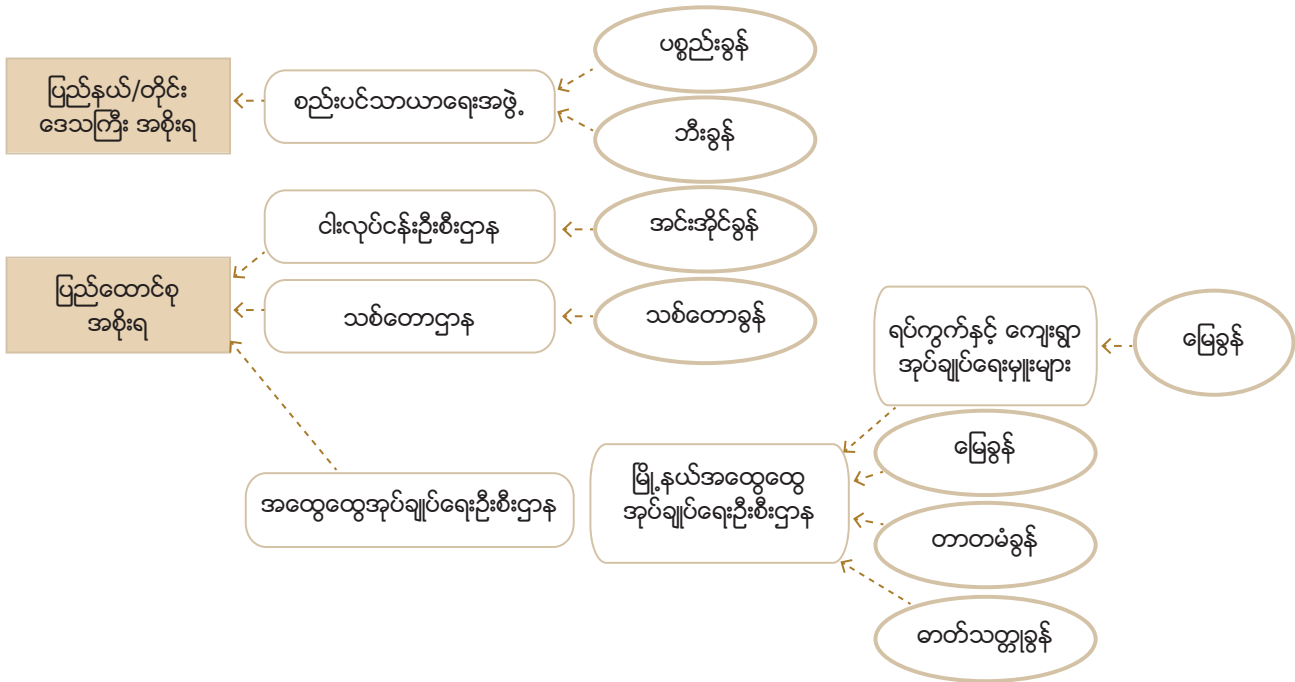 ပြည်နယ်/တိုင်း
ဒေသကြီး အစိုးရ
စည်းပင်သာယာရေးအဖွဲ့
ပစ္စည်းခွန်
ဘီးခွန်
ပြည်ထောင်စု
အစိုးရ
ငါးလုပ်ငန်းဦးစီးဌာန
အင်းအိုင်ခွန်
သစ်တောဌာန
သစ်တောခွန်
အထွေထွေအုပ်ချုပ်ရေးဦးစီးဌာန
မြို့နယ်အထွေထွေ
အုပ်ချုပ်ရေးဦးစီးဌာန
ရပ်ကွက်နှင့် ကျေးရွာ
အုပ်ချုပ်ရေးမှူးများ
မြေခွန်
မြေခွန်
တာတမံခွန်
ဓာတ်သတ္တုခွန်